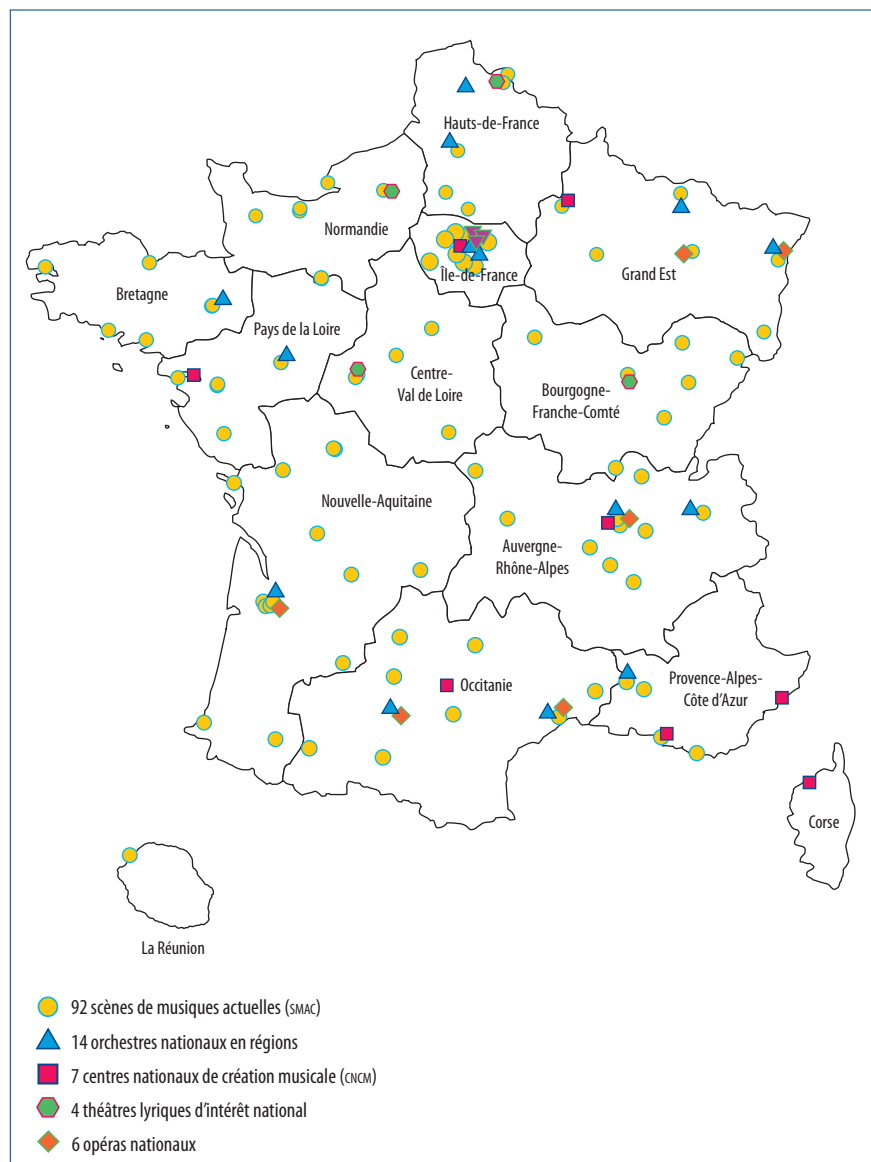 Hauts-de-France
Normandie
Île-de-France
Grand Est
Bretagne
Pays de la Loire
Centre-
Val de Loire
Bourgogne-
Franche-Comté
Nouvelle-Aquitaine
Auvergne-
Rhône-Alpes
Occitanie
Provence-Alpes-
Côte d'Azur
Corse
La Réunion
92 scènes de musiques actuelles (SMAC)
14 orchestres nationaux en régions
7 centres nationaux de création musicale (CNCM)
4 théâtres lyriques d'intérêt national
6 opéras nationaux